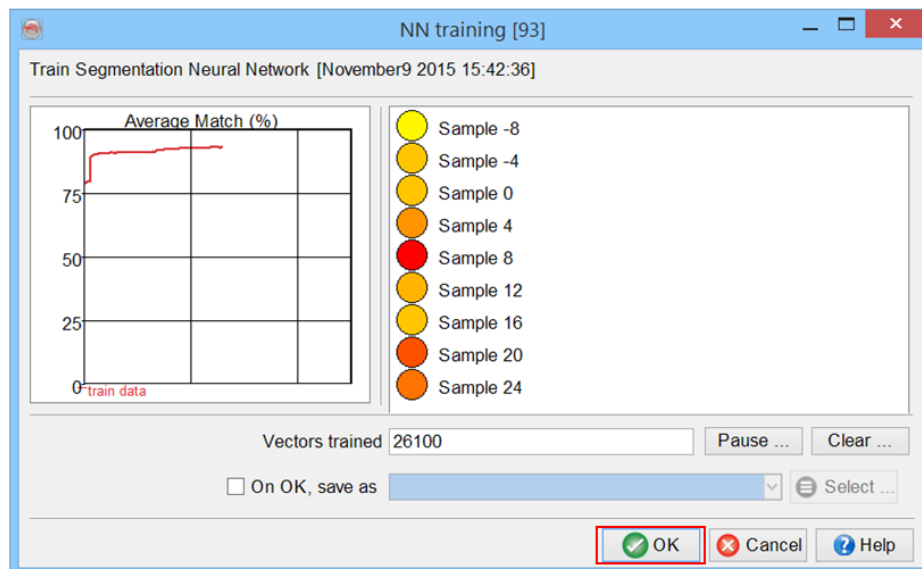 NN training [93]
Train Segmentation Neural Network [November9 2015 15:42:36]
Average Match (%)
100
75
50
25
0
train data
Sample -8
Sample -4
Sample 0
Sample 4
Sample 8
Sample 12
Sample 16
Sample 20
Sample 24
Vectors trained 26100 Pause ... Clear ...
On OK, save as Select ...
OK Cancel Help